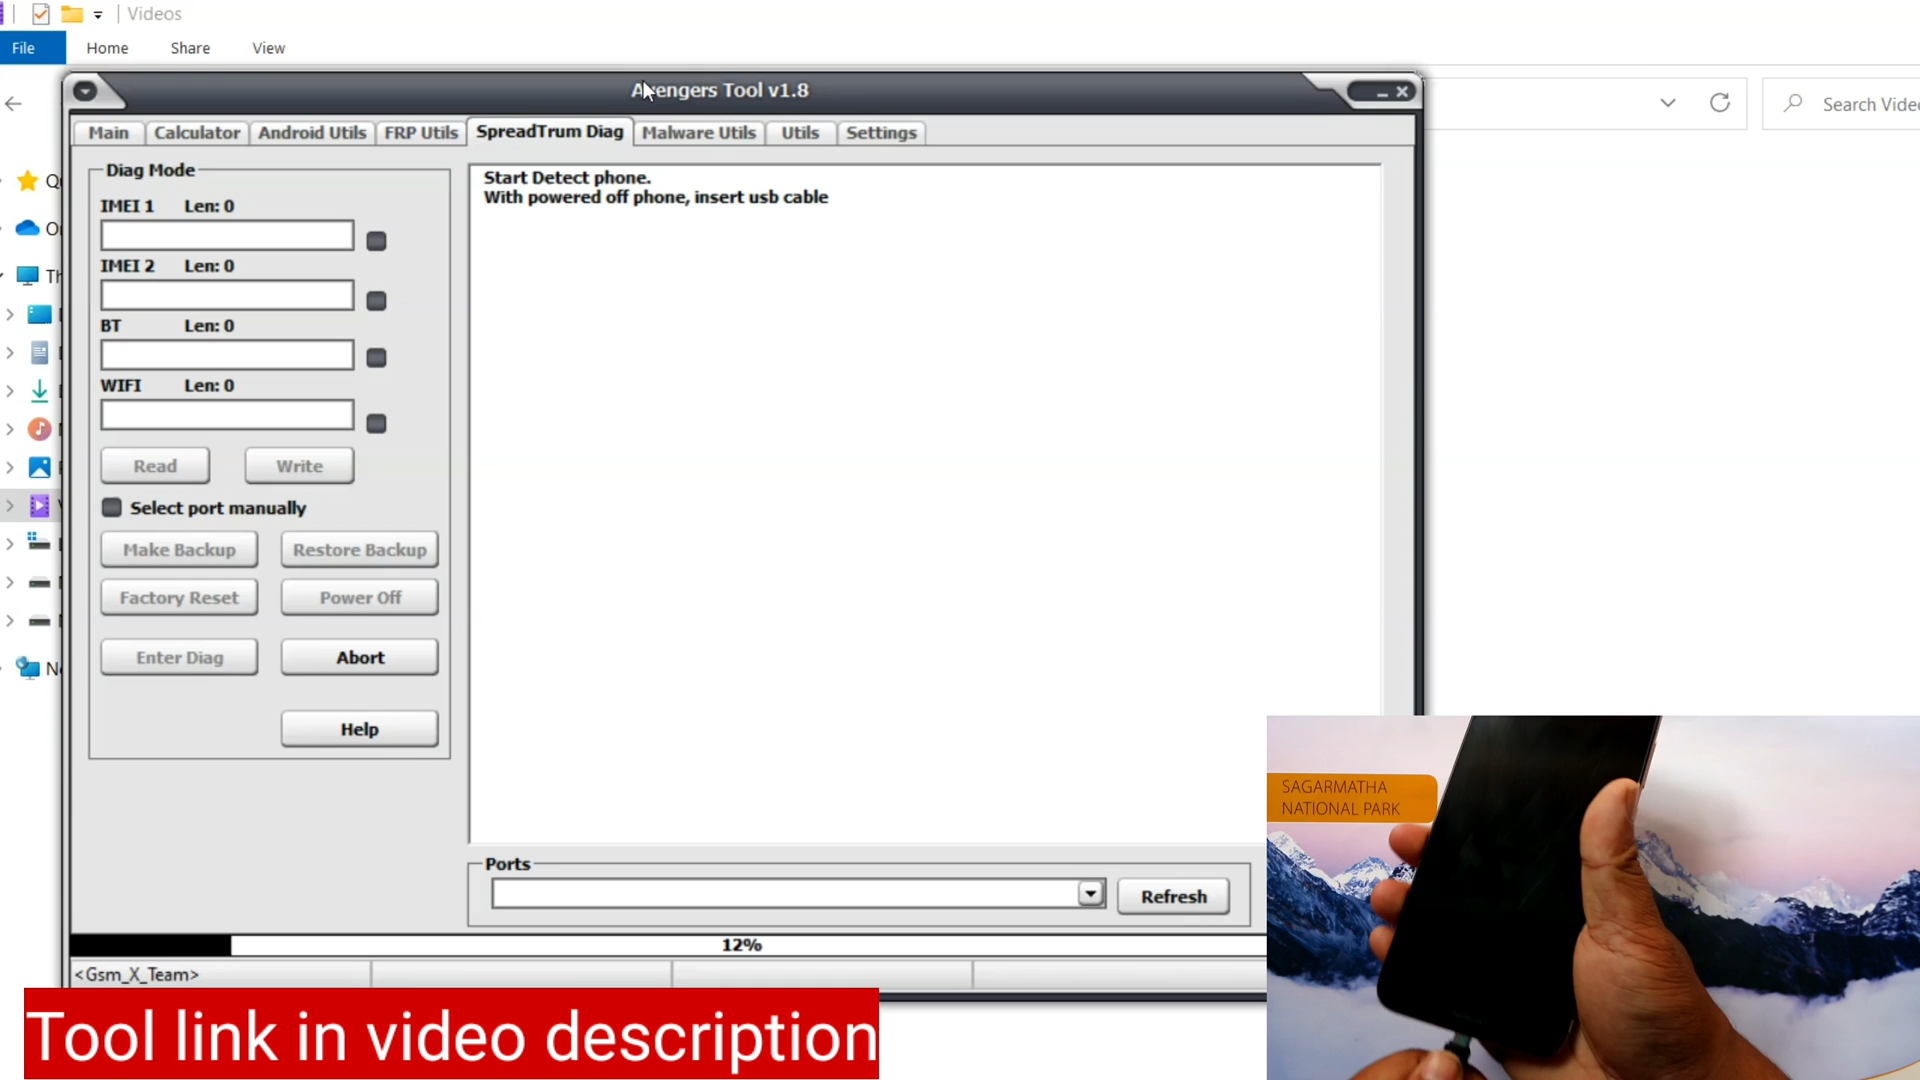 Videos
File Home Share View
Search Vide
Avengers Tool v1.8
Main Calculator Android Utils FRP Utils SpreadTrum Diag Malware Utils Utils Settings
Diag Mode
IMEI 1 Len: 0
IMEI 2 Len: 0
BT Len: 0
WIFI Len: 0
Read Write
Select port manually
Make Backup Restore Backup
Factory Reset Power Off
Enter Diag Abort
Help
Start Detect phone.
With powered off phone, insert usb cable
Ports
Refresh
12%
<Gsm_X_Team>
SAGARMATHA
NATIONAL PARK
Tool link in video description